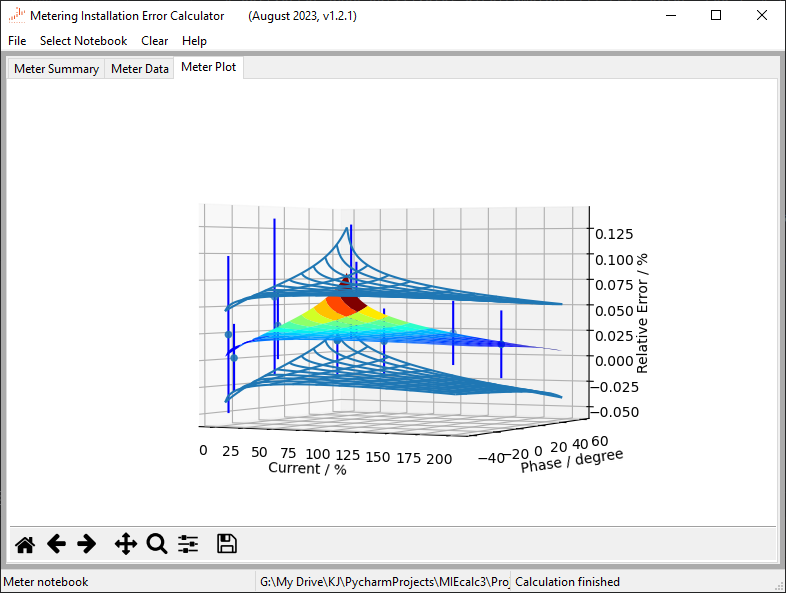 Metering Installation Error Calculator (August 2023, v1.2.1)
File Select Notebook Clear Help
Meter Summary Meter Data Meter Plot
0.125
0.100
0.075
0.050
0.025
0.000
−0.025
−0.050
Relative Error / %
0 25 50 75 100 125 150 175 200
Current / %
−40 −20 0 20 40 60
Phase / degree
Meter notebook G:\My Drive\KJ\PycharmProjects\MIEcalc3\Proj Calculation finished